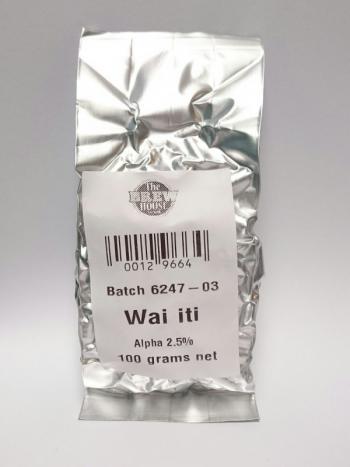 The
BREW
HOUSE
0012 9664
Batch 6247-03
Wai iti
Alpha 2.5%
100 grams net